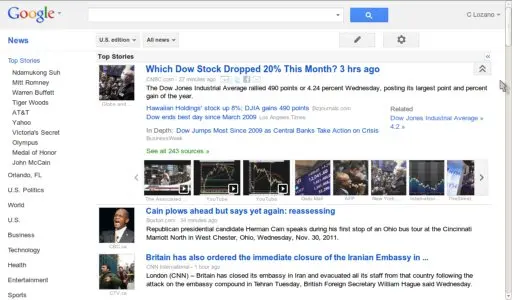 Google
C Lozano
News
U.S. edition
All news
Top Stories
Top Stories
Ndamukong Suh
Mitt Romney
Warren Buffett
Tiger Woods
AT&T
Yahoo
Victoria's Secret
Olympus
Medal of Honor
John McCain
Orlando, FL
U.S. Politics
World
U.S.
Business
Technology
Health
Entertainment
Sports
Globe and...
Which Dow Stock Dropped 20% This Month? 3 hrs ago
CNBC.com - 27 minutes ago
The Dow Jones Industrial Average rallied 490 points or 4.24 percent Wednesday, posting its largest point and percent
gain of the year.
Hawaiian Holdings' stock up 8%; DJIA gains 490 points Bizjournals.com
Dow ends best day since March 2009 Los Angeles Times
In Depth: Dow Jumps Most Since 2009 as Central Banks Take Action on Crisis
BusinessWeek
Related
Dow Jones Industrial Average »
4.2 »
See all 243 sources »
The Associated...
YouTube
YouTube
Daily Mail
AFP
New York...
TheStreet
Cain plows ahead but says yet again: reassessing
Boston.com - 39 minutes ago
Republican presidential candidate Herman Cain speaks during his first stop of an Ohio bus tour at the Cincinnati
Marriott North in West Chester, Ohio, Wednesday, Nov. 30, 2011.
CBC.ca
Britain has also ordered the immediate closure of the Iranian Embassy in ...
CNN International - 1 hour ago
London (CNN) -- Britain has closed its embassy in Iran and evacuated all its staff from that country following the
attack on the embassy compound in Tehran Tuesday, British Foreign Secretary William Hague said Wednesday.
CTV.ca